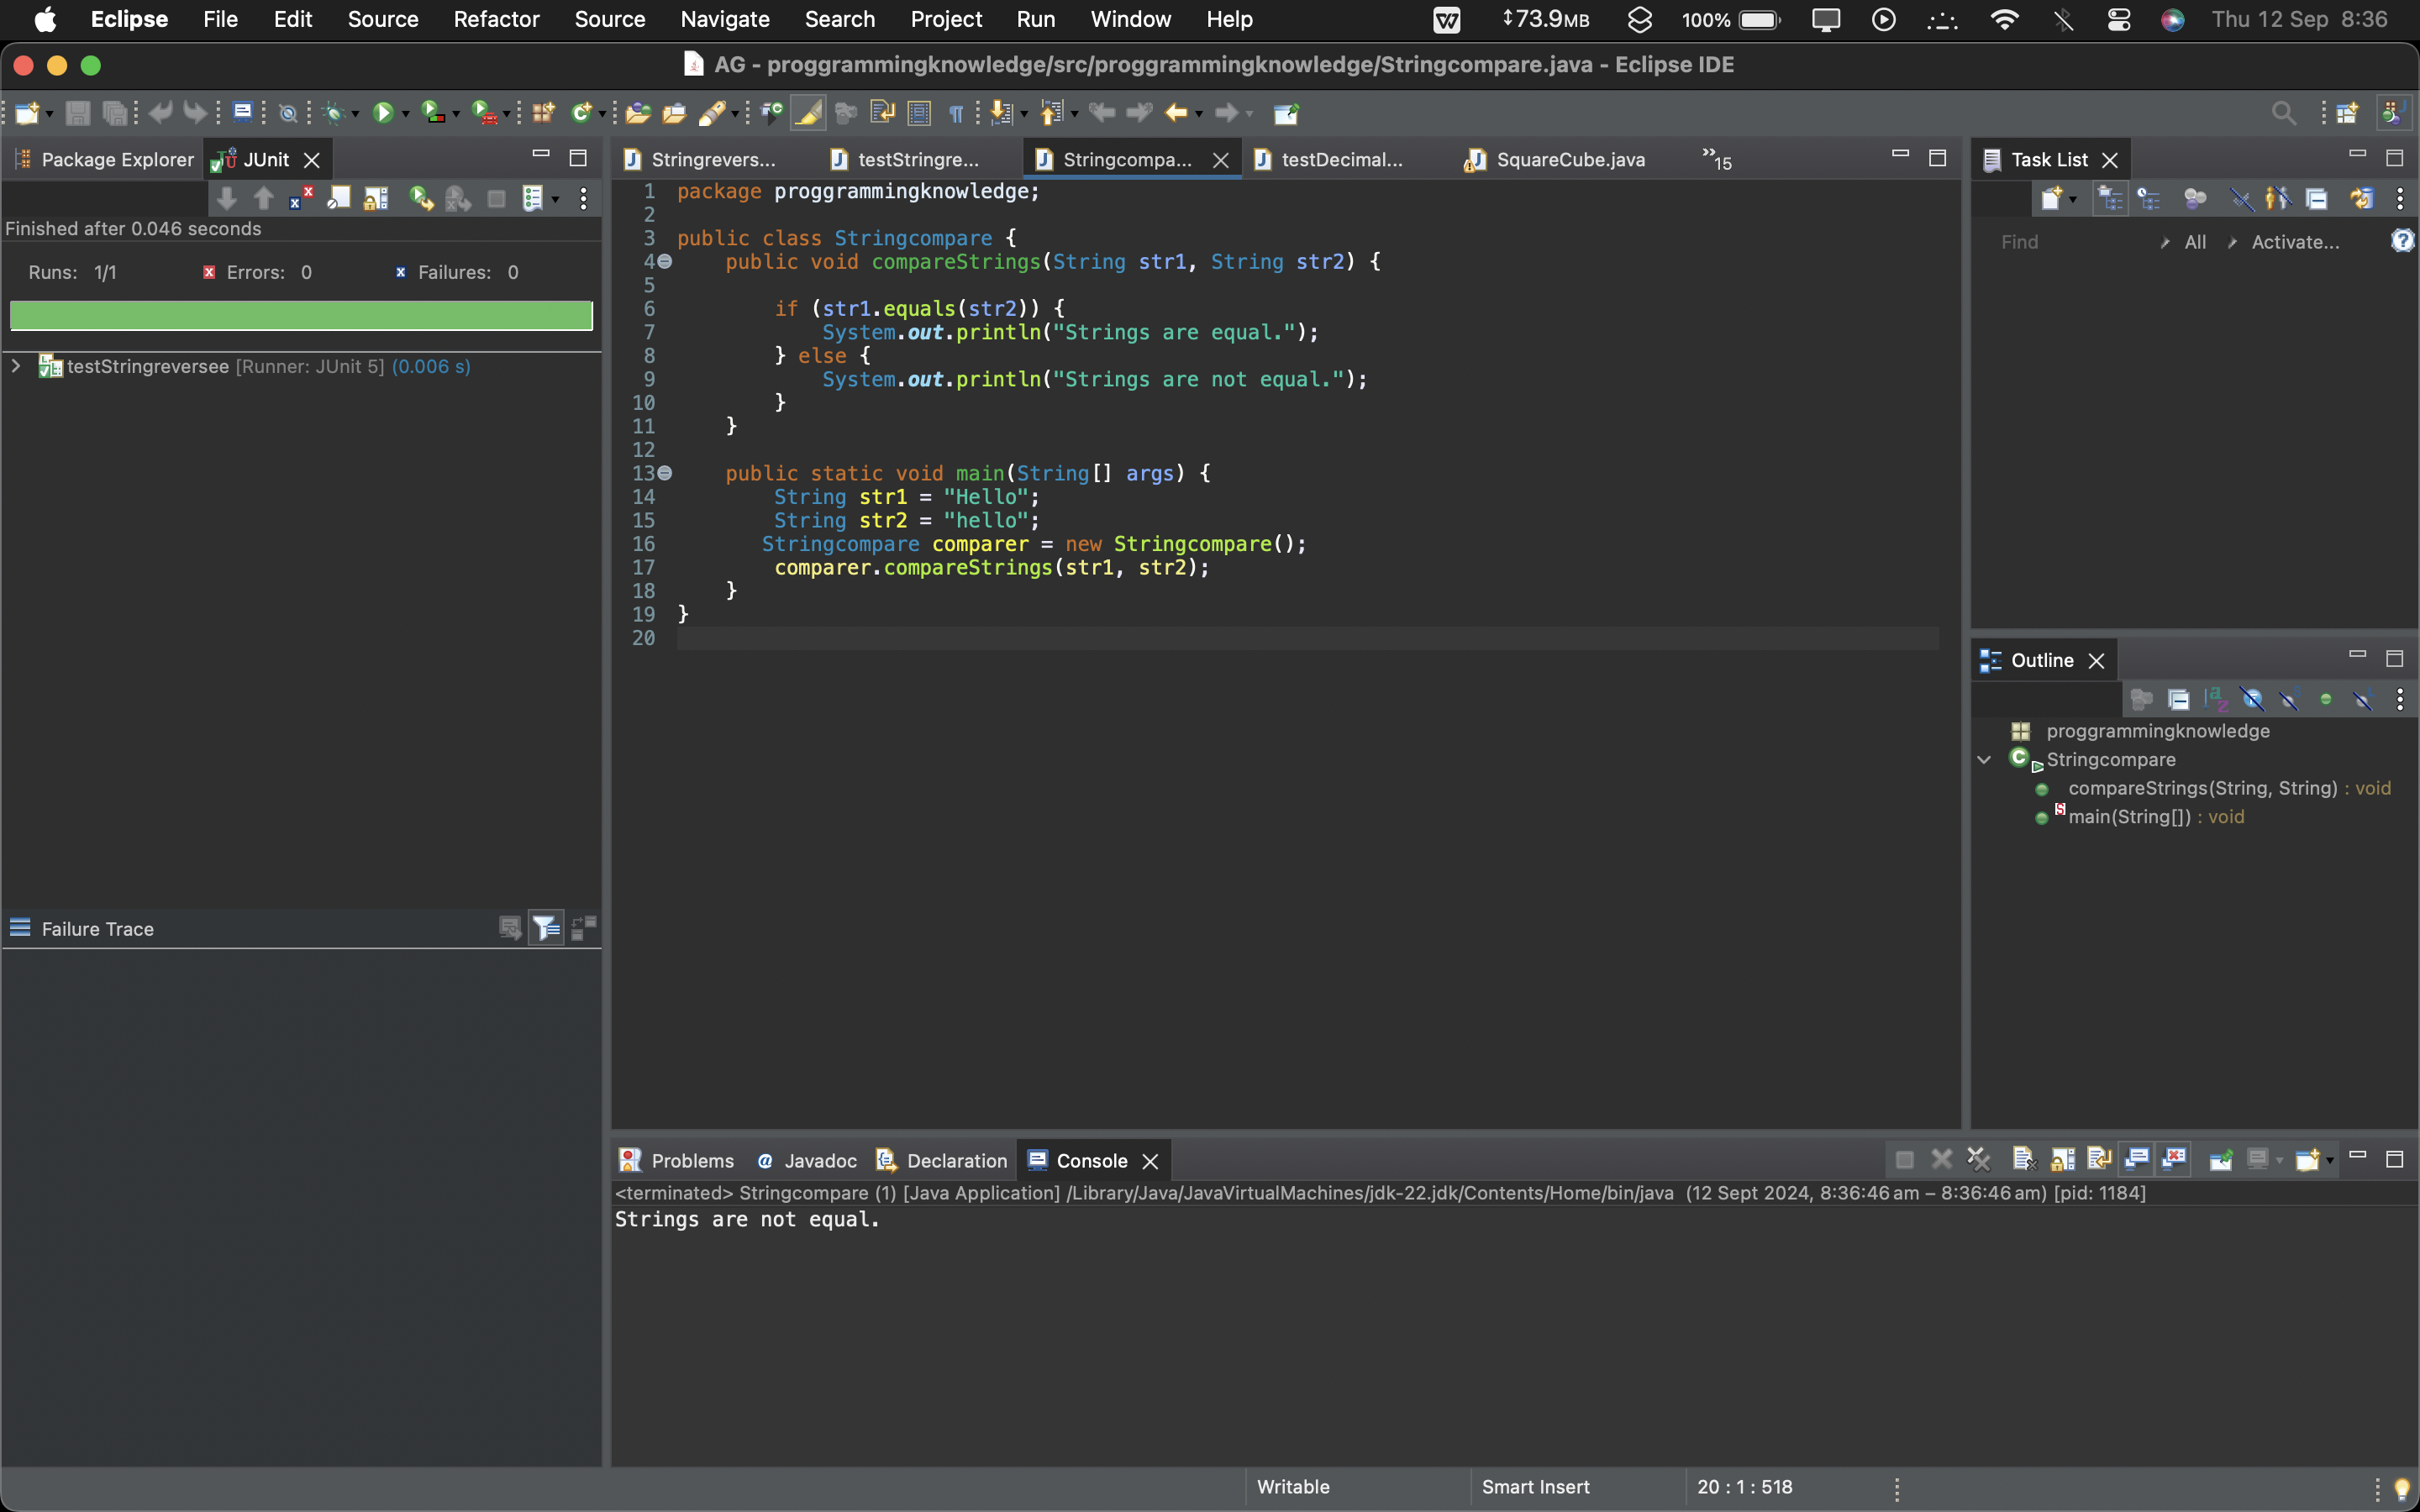 Eclipse File Edit Source Refactor Source Navigate Search Project Run Window Help 73.9MB 100% Thu 12 Sep 8:36
AG - proggrammingknowledge/src/proggrammingknowledge/Stringcompare.java - Eclipse IDE
Package Explorer JUnit
Finished after 0.046 seconds
Runs: 1/1 Errors: 0 Failures: 0
testStringreversee [Runner: JUnit 5] (0.006 s)
Failure Trace
Stringrevers... testStringre... Stringcompa... testDecimal... SquareCube.java »15
1 package proggrammingknowledge;
2
3 public class Stringcompare {
4 public void compareStrings(String str1, String str2) {
5
6 if (str1.equals(str2)) {
7 System.out.println("Strings are equal.");
8 } else {
9 System.out.println("Strings are not equal.");
10 }
11 }
12
13 public static void main(String[] args) {
14 String str1 = "Hello";
15 String str2 = "hello";
16 Stringcompare comparer = new Stringcompare();
17 comparer.compareStrings(str1, str2);
18 }
19 }
20
Task List
Find All Activate...
Outline
proggrammingknowledge
Stringcompare
compareStrings(String, String) : void
main(String[]) : void
Problems Javadoc Declaration Console
<terminated> Stringcompare (1) [Java Application] /Library/Java/JavaVirtualMachines/jdk-22.jdk/Contents/Home/bin/java (12 Sept 2024, 8:36:46 am – 8:36:46 am) [pid: 1184]
Strings are not equal.
Writable Smart Insert 20 : 1 : 518